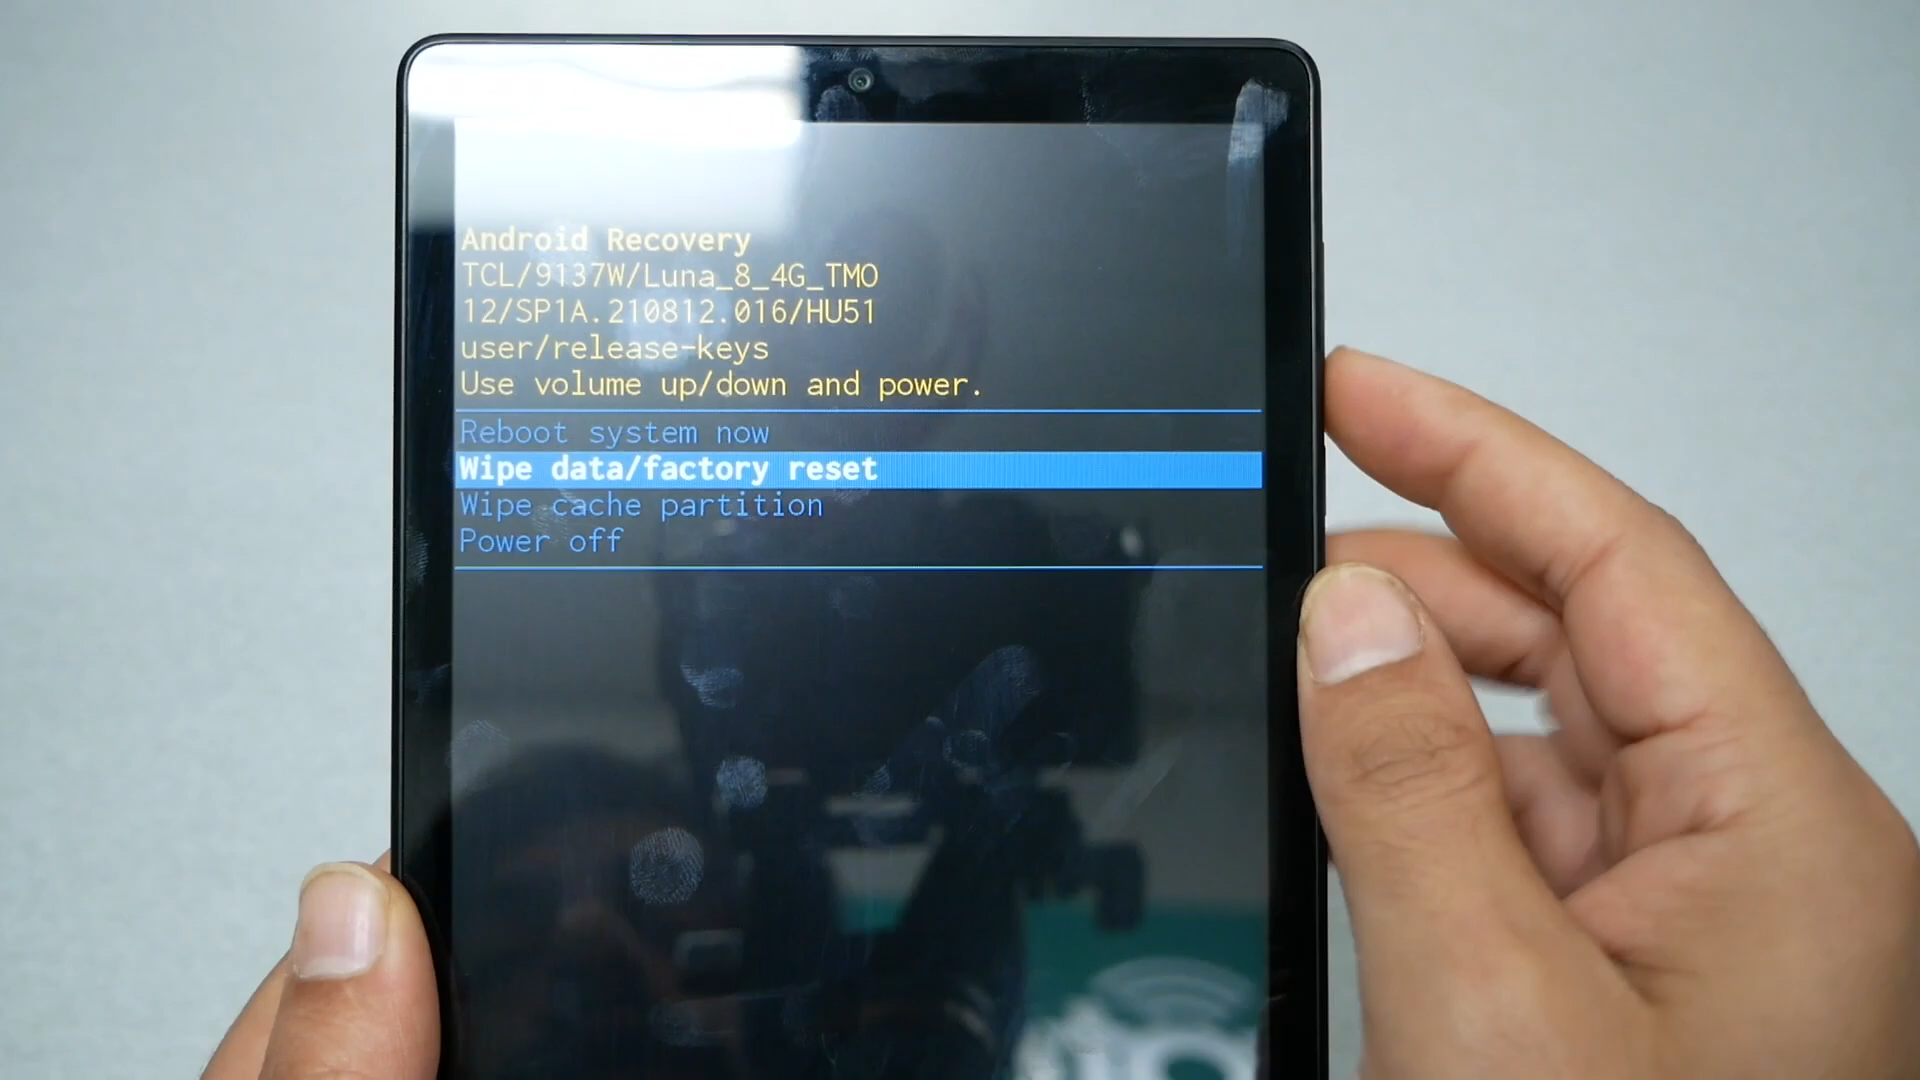 Android Recovery
TCL/9137W/Luna_8_4G_TMO
12/SP1A.210812.016/HU51
user/release-keys
Use volume up/down and power.
Reboot system now
Wipe data/factory reset
Wipe cache partition
Power off